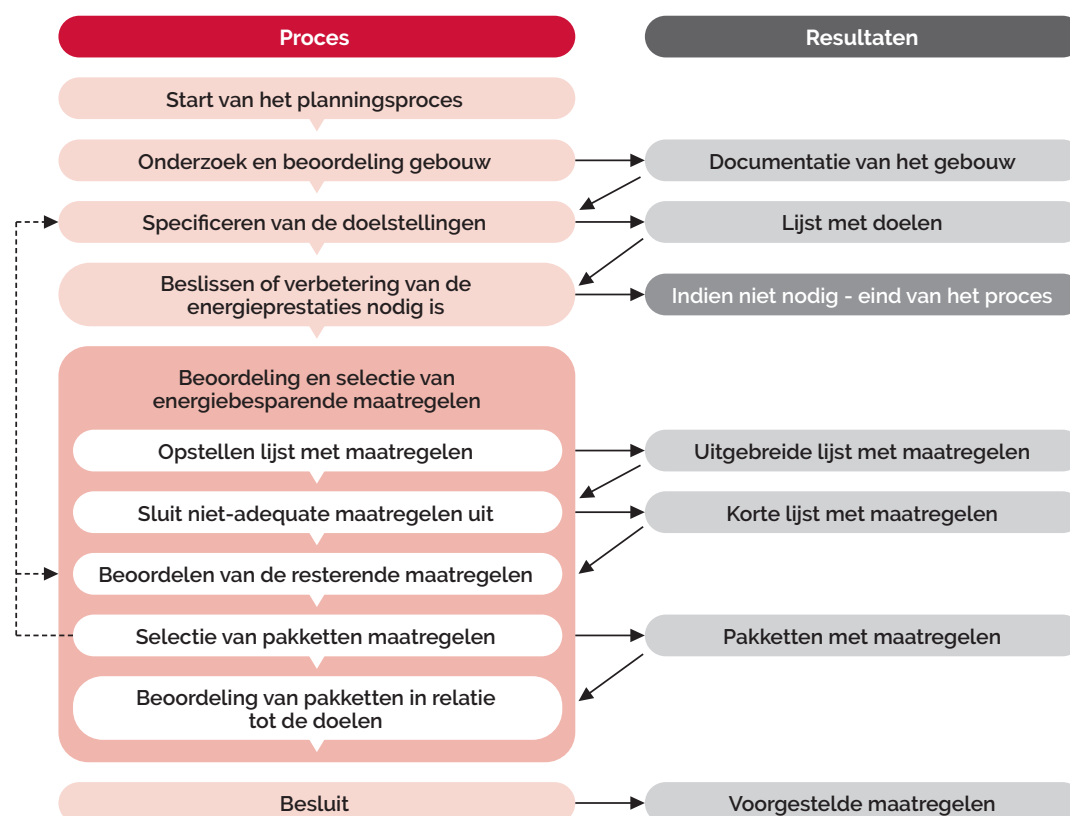 Proces
Resultaten
Start van het planningsproces
Onderzoek en beoordeling gebouw
Documentatie van het gebouw
Specificeren van de doelstellingen
Lijst met doelen
Beslissen of verbetering van de
energieprestaties nodig is
Indien niet nodig - eind van het proces
Beoordeling en selectie van
energiebesparende maatregelen
Opstellen lijst met maatregelen
Uitgebreide lijst met maatregelen
Sluit niet-adequate maatregelen uit
Korte lijst met maatregelen
Beoordelen van de resterende maatregelen
Selectie van pakketten maatregelen
Pakketten met maatregelen
Beoordeling van pakketten in relatie
tot de doelen
Besluit
Voorgestelde maatregelen